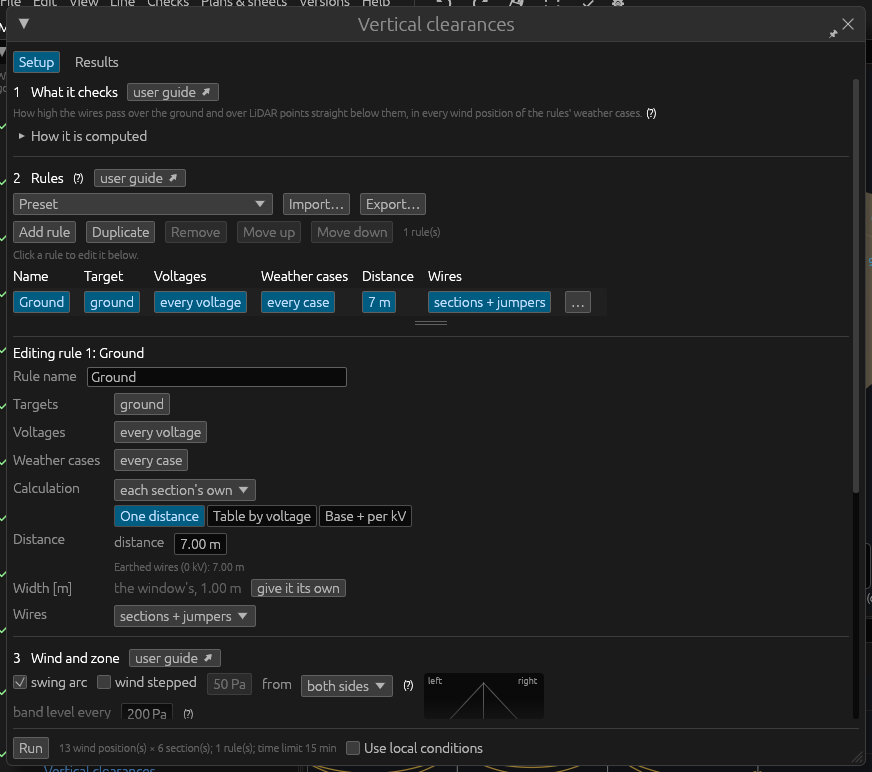 File Edit View Line Checks Plans & sheets Versions Help
Vertical clearances
Setup Results
1 What it checks user guide
How high the wires pass over the ground and over LiDAR points straight below them, in every wind position of the rules' weather cases. (?)
How it is computed
2 Rules (?) user guide
Preset Import... Export...
Add rule Duplicate Remove Move up Move down 1 rule(s)
Click a rule to edit it below.
Name Target Voltages Weather cases Distance Wires
Ground ground every voltage every case 7 m sections + jumpers ...
Editing rule 1: Ground
Rule name Ground
Targets ground
Voltages every voltage
Weather cases every case
Calculation each section's own
One distance Table by voltage Base + per kV
Distance distance 7.00 m
Earthed wires (0 kV): 7.00 m
Width [m] the window's, 1.00 m give it its own
Wires sections + jumpers
3 Wind and zone user guide
swing arc wind stepped 50 Pa from both sides (?) left right
band level every 200 Pa (?)
Run 13 wind position(s) × 6 section(s); 1 rule(s); time limit 15 min Use local conditions
Vertical clearances